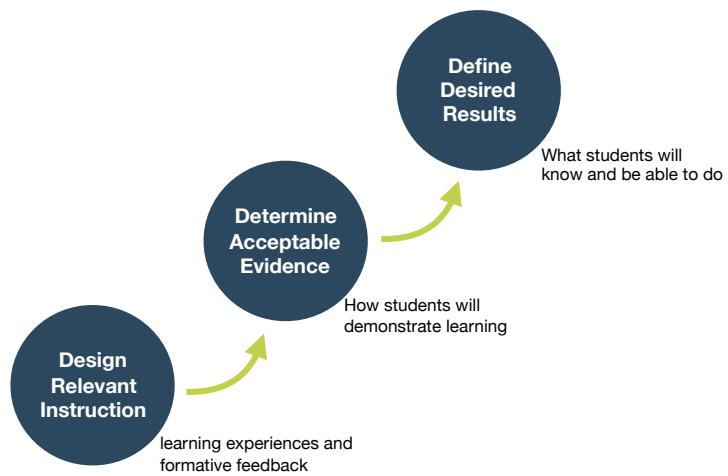 Define
Desired
Results
What students will
know and be able to do
Determine
Acceptable
Evidence
How students will
demonstrate learning
Design
Relevant
Instruction
learning experiences and
formative feedback